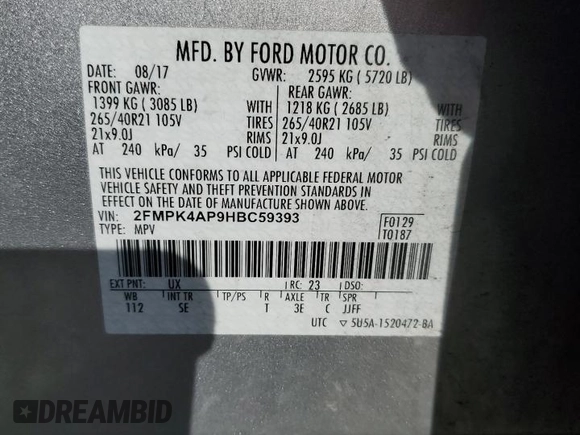 MFD. BY FORD MOTOR CO.
DATE: 08/17 GVWR: 2595 KG ( 5720 LB)
FRONT GAWR: REAR GAWR:
1399 KG ( 3085 LB) WITH 1218 KG ( 2685 LB) WITH
265/40R21 105V TIRES 265/40R21 105V TIRES
21x9.0J RIMS 21x9.0J RIMS
AT 240 kPa/ 35 PSI COLD AT 240 kPa/ 35 PSI COLD
THIS VEHICLE CONFORMS TO ALL APPLICABLE FEDERAL MOTOR
VEHICLE SAFETY AND THEFT PREVENTION STANDARDS IN
EFFECT ON THE DATE OF MANUFACTURE SHOWN ABOVE.
VIN: 2FMPK4AP9HBC59393 F0129
TYPE: MPV T0187
EXT PNT: UX RC: 23 DSO:
WB INT TR TP/PS R AXLE TR SPR
112 SE T 3E C JJFF
UTC ▽ 5U5A-1520472-BA
DREAMBID